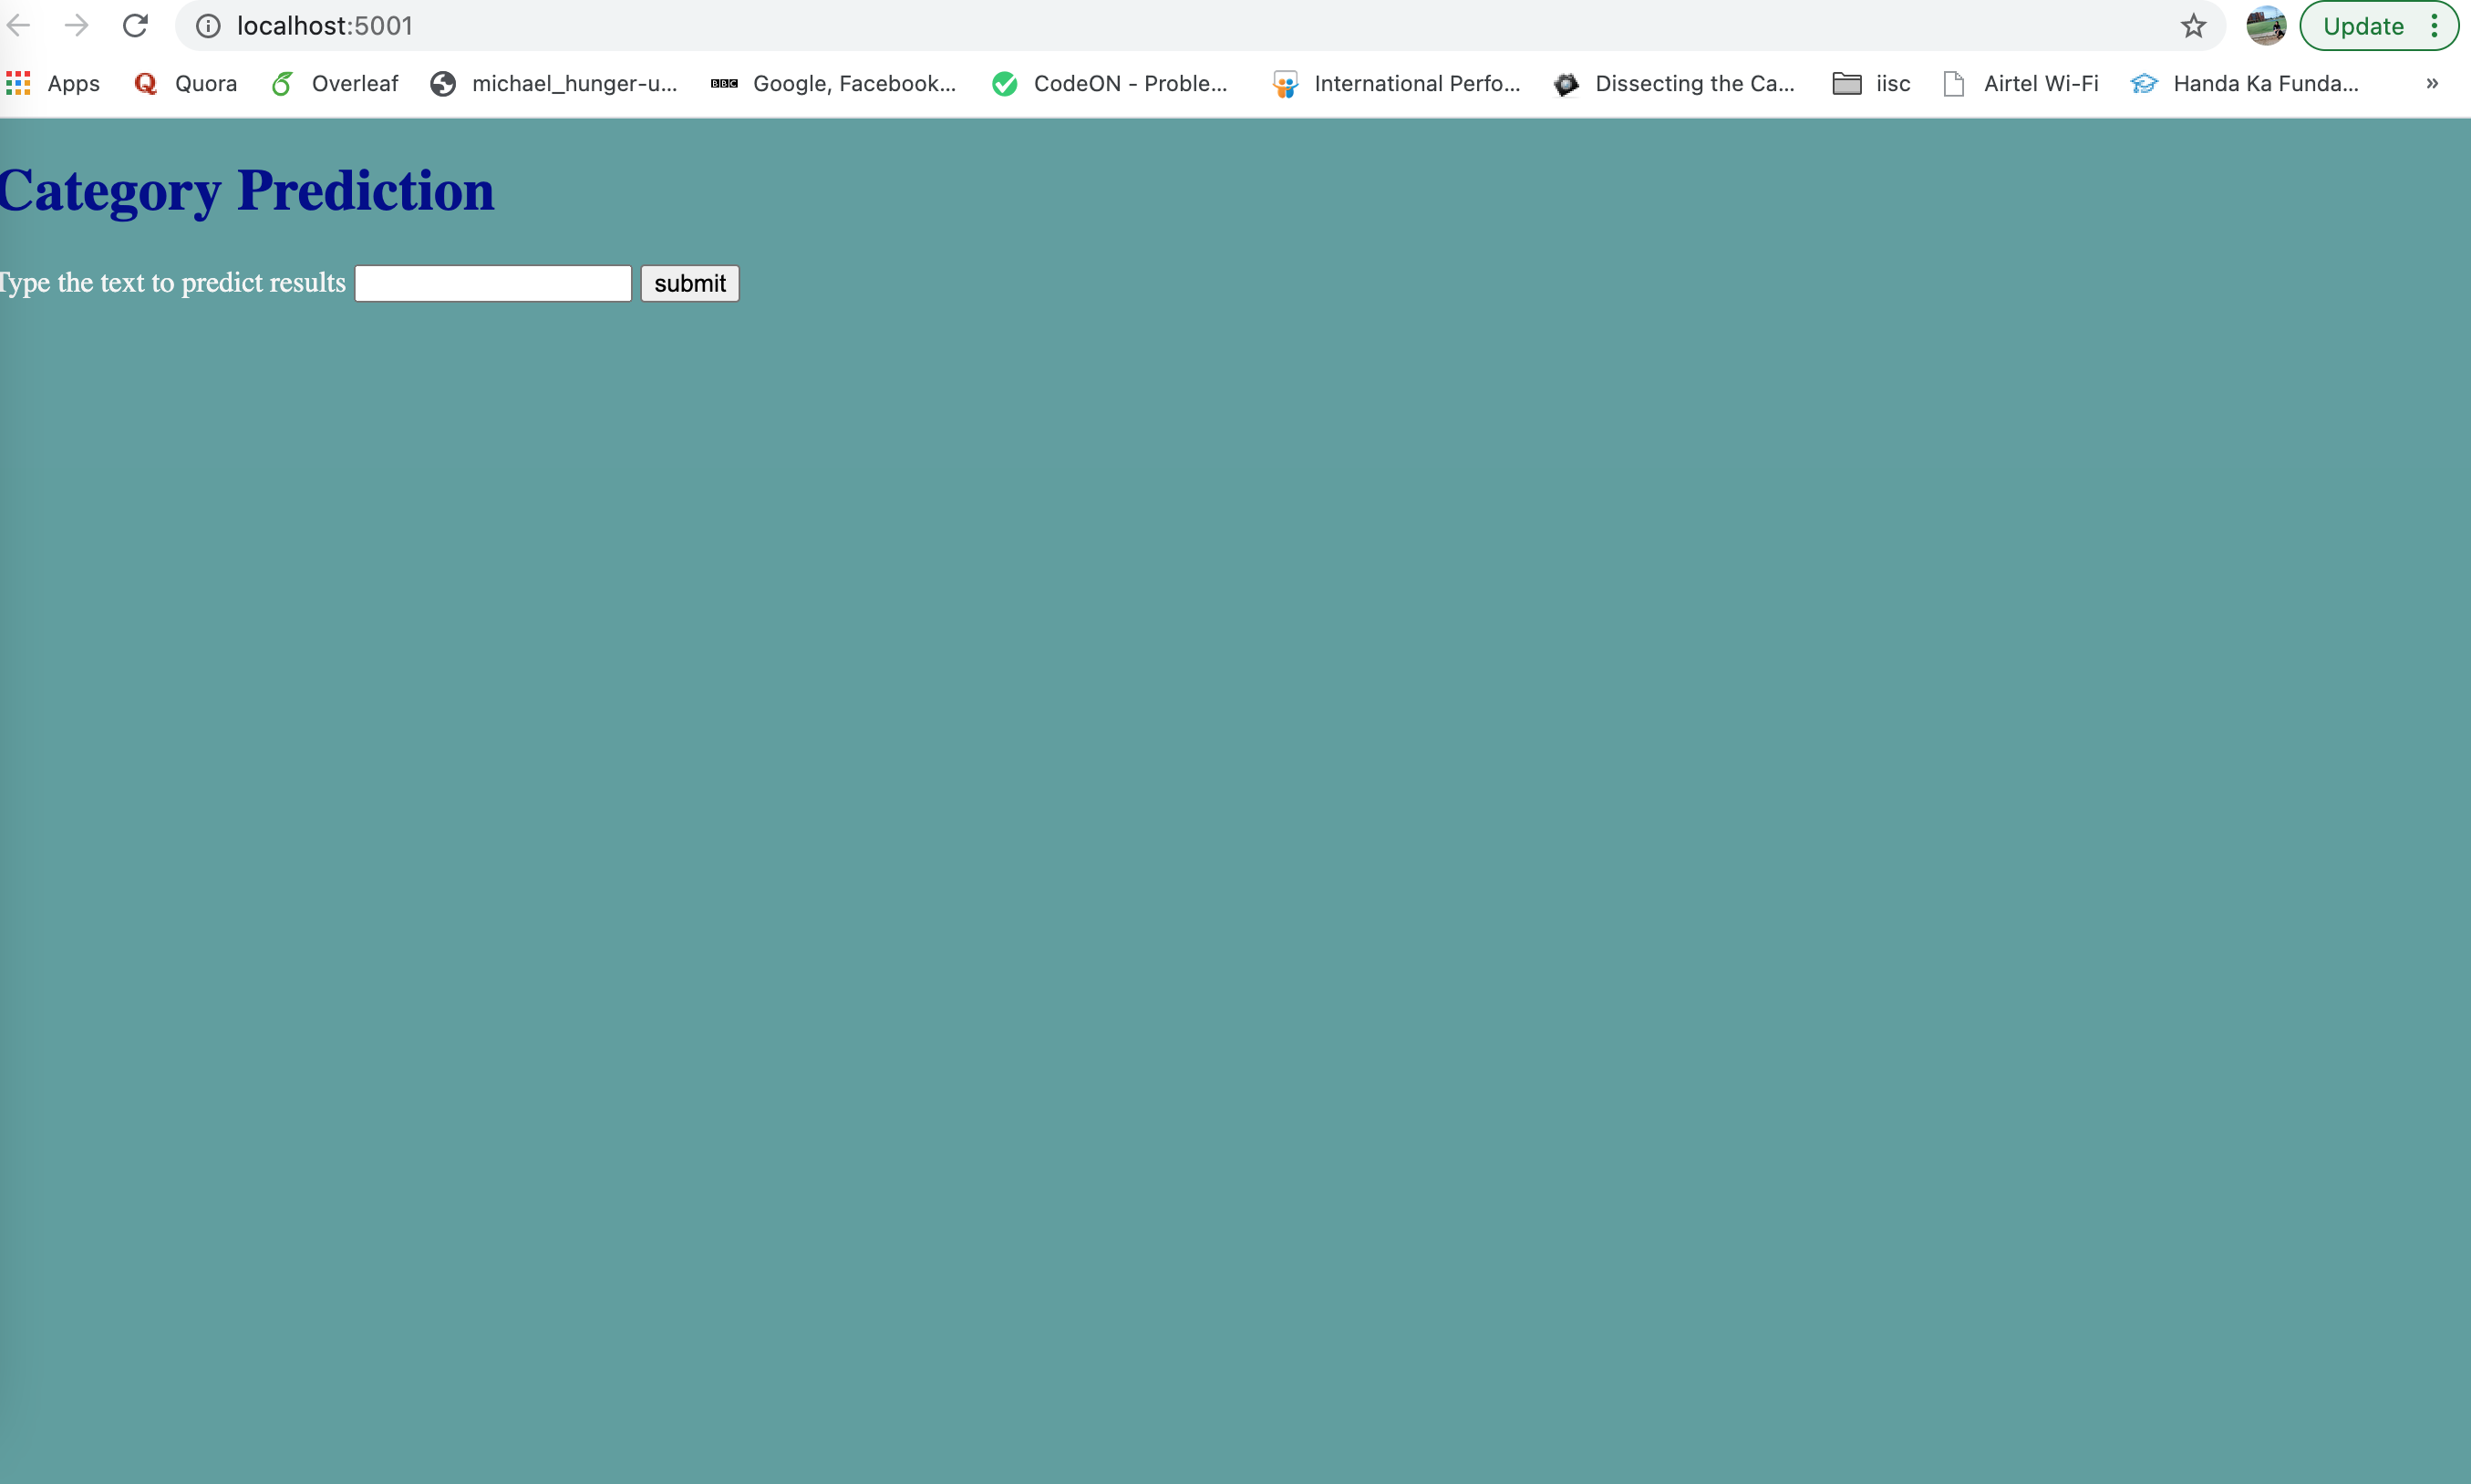 localhost:5001
Update
Apps Quora Overleaf michael_hunger-u... BBC Google, Facebook... CodeON - Proble... International Perfo... Dissecting the Ca... iisc Airtel Wi-Fi Handa Ka Funda... »
Category Prediction
Type the text to predict results submit